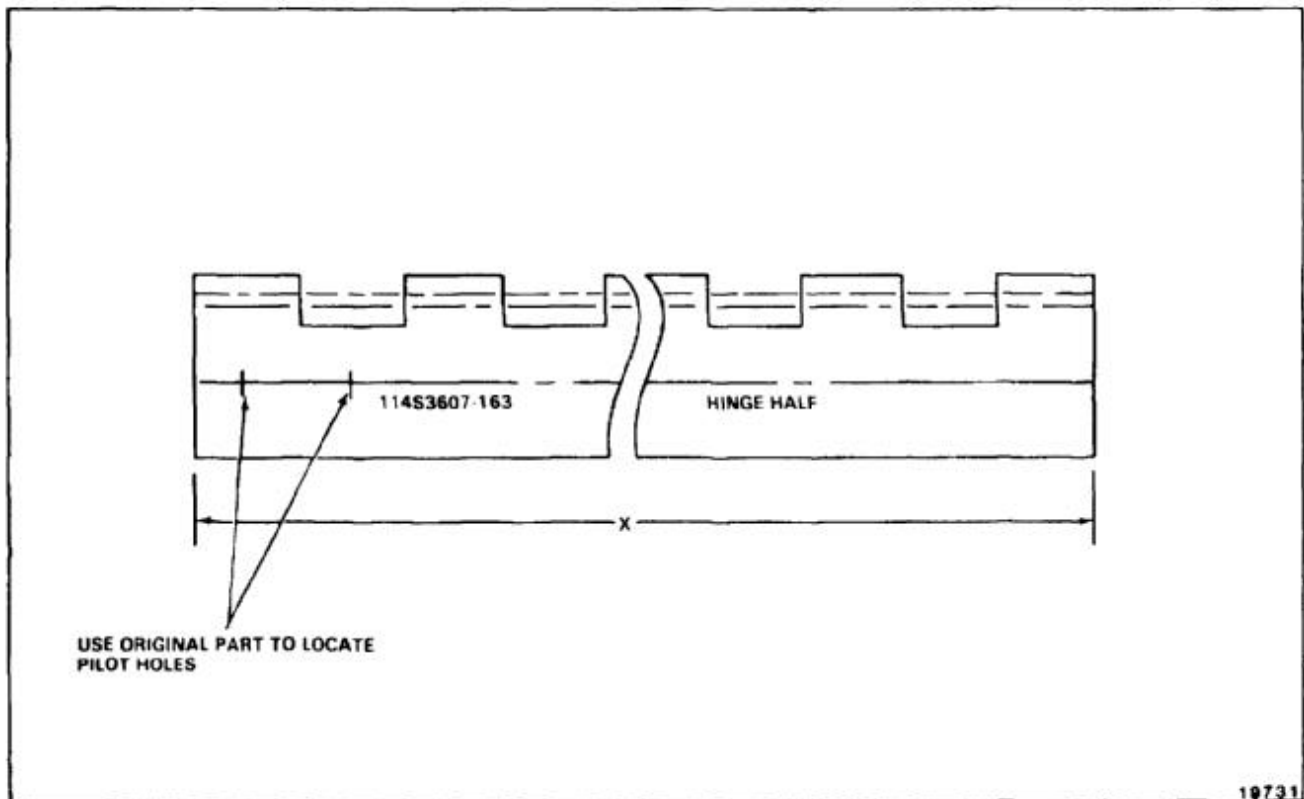 114S3607-163
HINGE HALF
X
USE ORIGINAL PART TO LOCATE
PILOT HOLES
19731